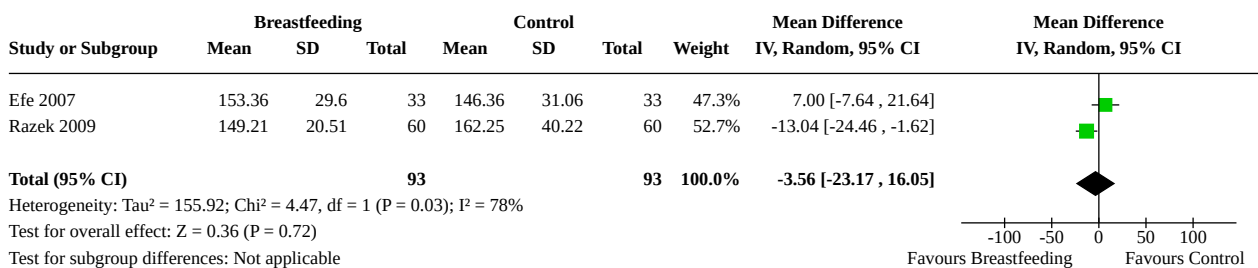 Breastfeeding Control Mean Difference Mean Difference
Study or Subgroup Mean SD Total Mean SD Total Weight IV, Random, 95% CI IV, Random, 95% CI
Efe 2007 153.36 29.6 33 146.36 31.06 33 47.3% 7.00 [-7.64 , 21.64]
Razek 2009 149.21 20.51 60 162.25 40.22 60 52.7% -13.04 [-24.46 , -1.62]
Total (95% CI) 93 93 100.0% -3.56 [-23.17 , 16.05]
Heterogeneity: Tau² = 155.92; Chi² = 4.47, df = 1 (P = 0.03); I² = 78%
Test for overall effect: Z = 0.36 (P = 0.72) -100 -50 0 50 100
Test for subgroup differences: Not applicable Favours Breastfeeding Favours Control